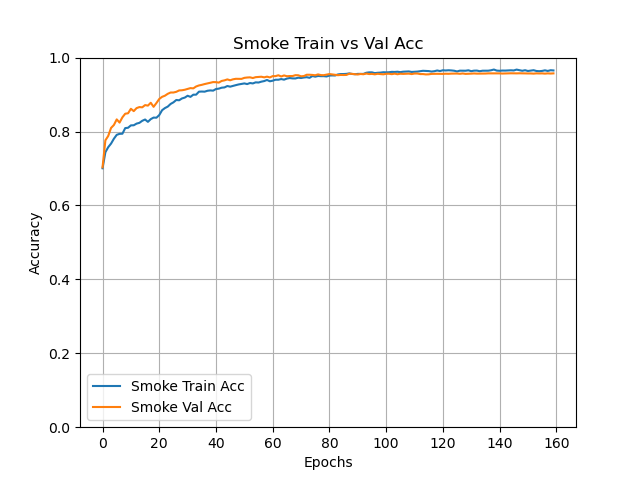 Smoke Train vs Val Acc
1.0
0.8
0.6
0.4
0.2
0.0
Accuracy
Smoke Train Acc
Smoke Val Acc
0 20 40 60 80 100 120 140 160
Epochs